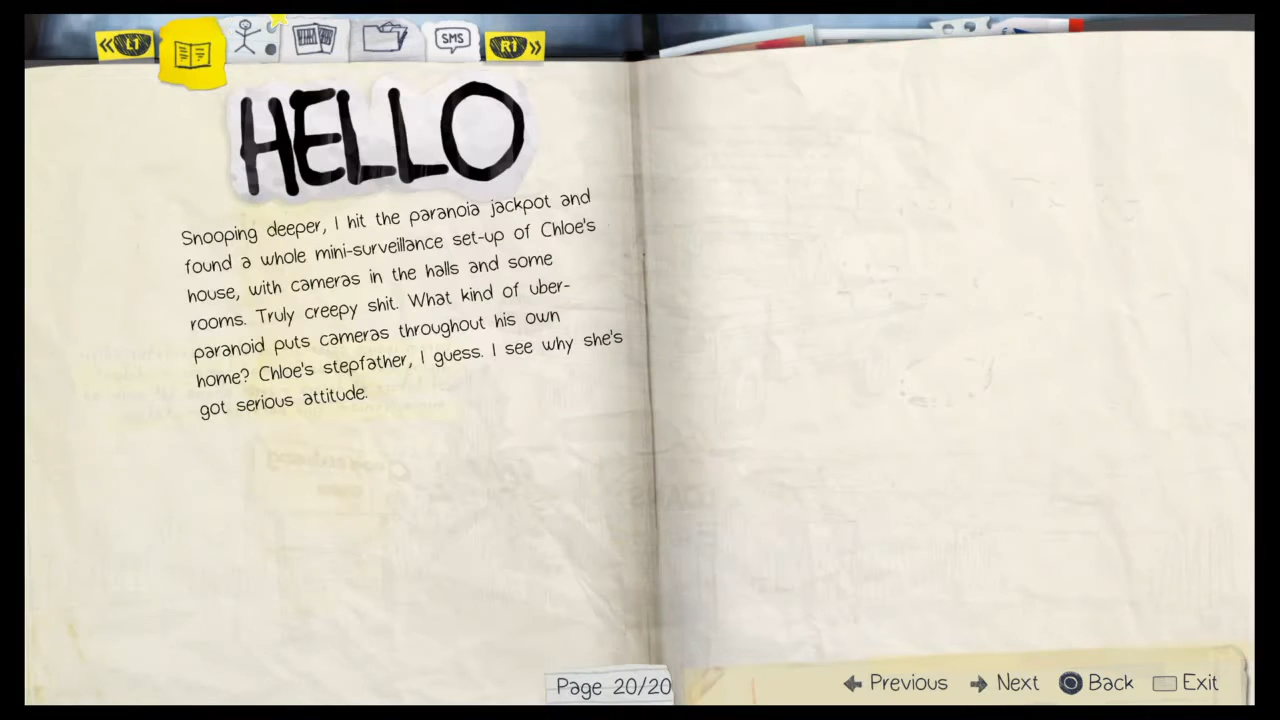 L1
SMS
R1
HELLO
Snooping deeper, I hit the paranoia jackpot and
found a whole mini-surveillance set-up of Chloe's
house, with cameras in the halls and some
rooms. Truly creepy shit. What kind of uber-
paranoid puts cameras throughout his own
home? Chloe's stepfather, I guess. I see why she's
got serious attitude.
Page 20/20
Previous
Next
Back
Exit